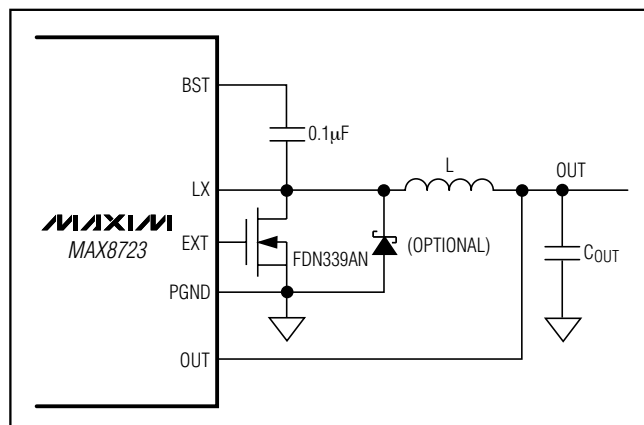 BST
0.1µF
LX
L
OUT
MAXIM
MAX8723
EXT
FDN339AN
(OPTIONAL)
COUT
PGND
OUT